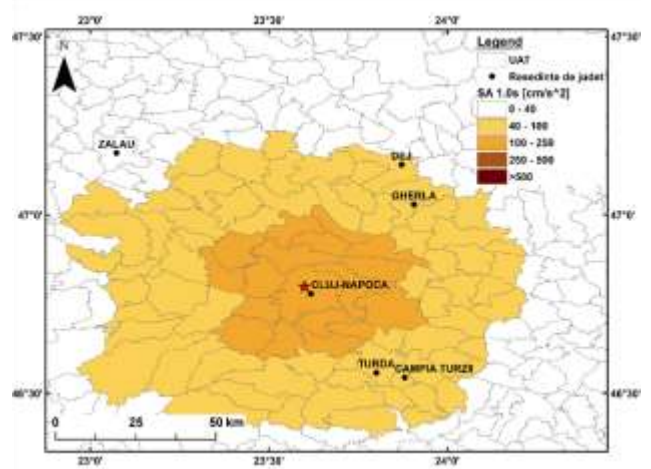 23°0' 23°30' 24°0'
47°30' 47°30'
N
Legend
UAT
Resedinte de judet
SA 1.0s [cm/s^2]
0 - 40
40 - 100
100 - 250
250 - 500
>500
ZALAU
DEJ
GHERLA
47°0' 47°0'
CLUJ-NAPOCA
TURDA CAMPIA TURZII
46°30' 46°30'
0 25 50 km
23°0' 23°30' 24°0'